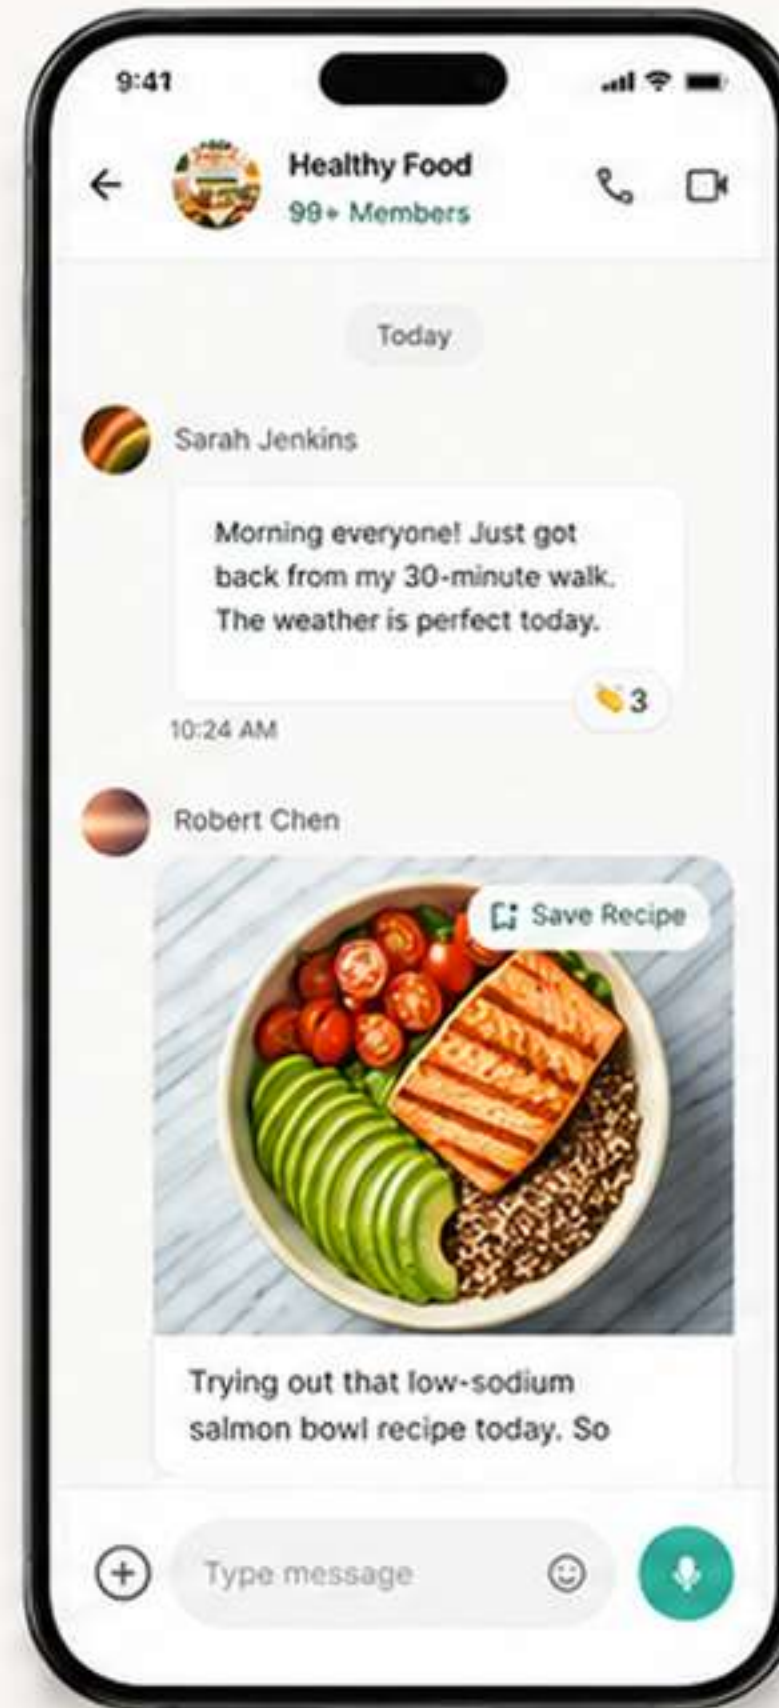 9:41
Healthy Food
99+ Members
Today
Sarah Jenkins
Morning everyone! Just got
back from my 30-minute walk.
The weather is perfect today.
3
10:24 AM
Robert Chen
Save Recipe
Trying out that low-sodium
salmon bowl recipe today. So
Type message